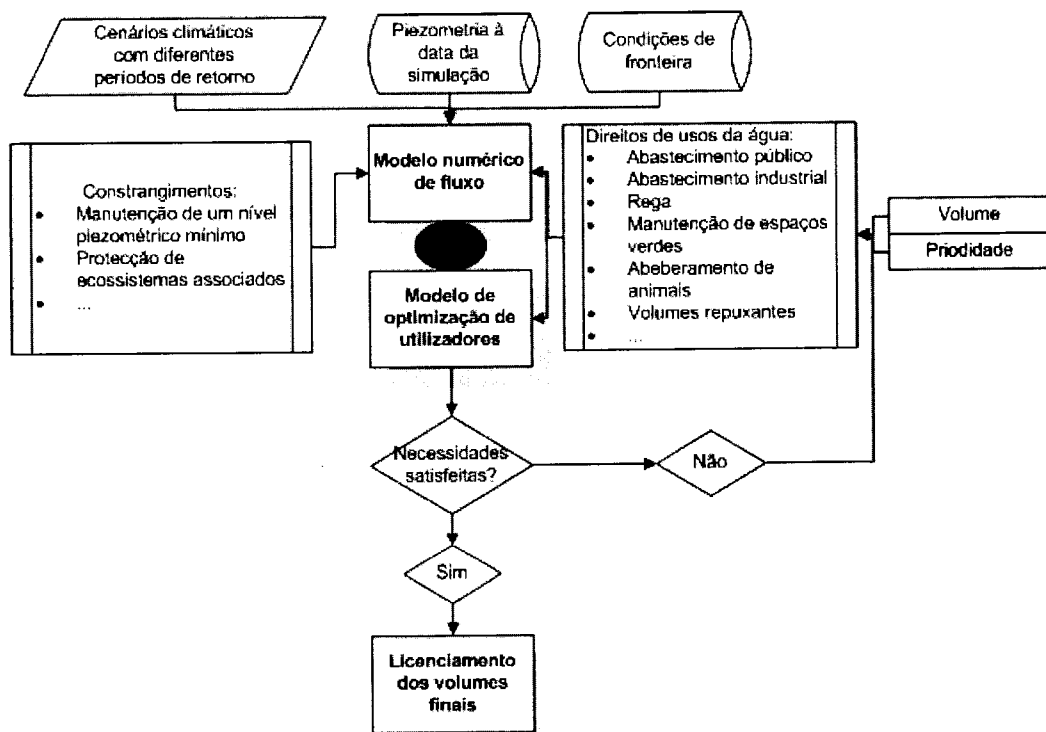 Cenários climáticos
com diferentes
períodos de retorno
Piezometria à
data da
simulação
Condições de
fronteira
Modelo numérico
de fluxo
Constrangimentos:
• Manutenção de um nível
piezométrico mínimo
• Protecção de
ecossistemas associados
• ...
Modelo de
optimização de
utilizadores
Direitos de usos da água:
• Abastecimento público
• Abastecimento industrial
• Rega
• Manutenção de espaços
verdes
• Abeberamento de
animais
• Volumes repuxantes
• ...
Volume
Priodidade
Necessidades
satisfeitas?
Não
Sim
Licenciamento
dos volumes
finais